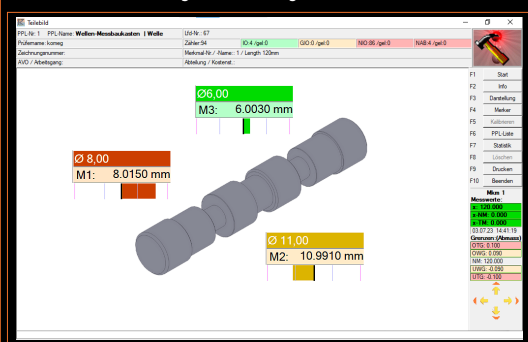 Teilebild
PPL-Nr: 1 PPL-Name: Wellen-Messbaukasten | Welle
Lfd-Nr.: 67
Prüfername: komeg
Zähler:94 IO:4 /gel:0 GIO:0 /gel:0 NIO:86 /gel:0 NAB:4 /gel:0
Zeichnungsnummer:
Merkmal-Nr./ -Name.: 1 / Length 120mm
AVO / Arbeitsgang:
Abteilung / Kostenst.:
F1 Start
F2 Info
F3 Darstellung
F4 Merker
F5 Kalibrieren
F6 PPL-Liste
F7 Statistik
F8 Löschen
F9 Drucken
F10 Beenden
Ø6,00
M3: 6.0030 mm
Ø 8,00
M1: 8.0150 mm
Ø 11,00
M2: 10.9910 mm
Mkm 1
Messwerte:
x: 120.000
x-NM: 0.000
x-TM: 0.000
03.07.23 14:41:19
Grenzen:(Abmass)
OTG: 0.100
OWG: 0.090
NM: 120.000
UWG: -0.090
UTG: -0.100